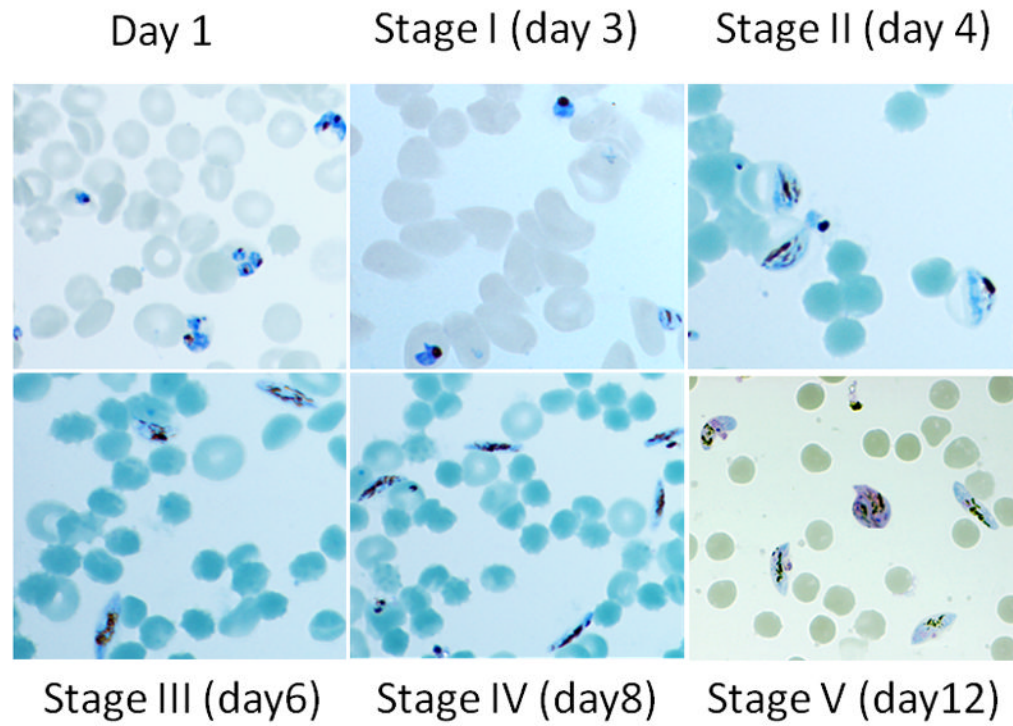 Day 1
Stage I (day 3)
Stage II (day 4)
Stage III (day6)
Stage IV (day8)
Stage V (day12)